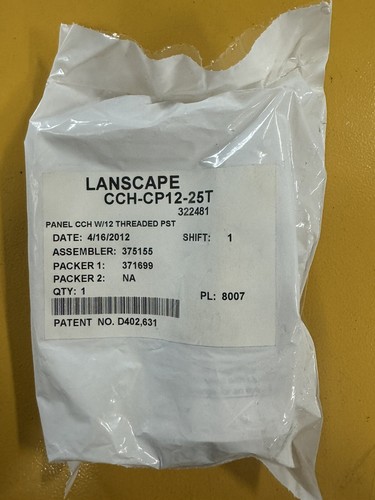 LANSCAPE
CCH-CP12-25T
322481
PANEL CCH W/12 THREADED PST
DATE: 4/16/2012 SHIFT: 1
ASSEMBLER: 375155
PACKER 1: 371699
PACKER 2: NA
QTY: 1 PL: 8007
PATENT NO. D402,631